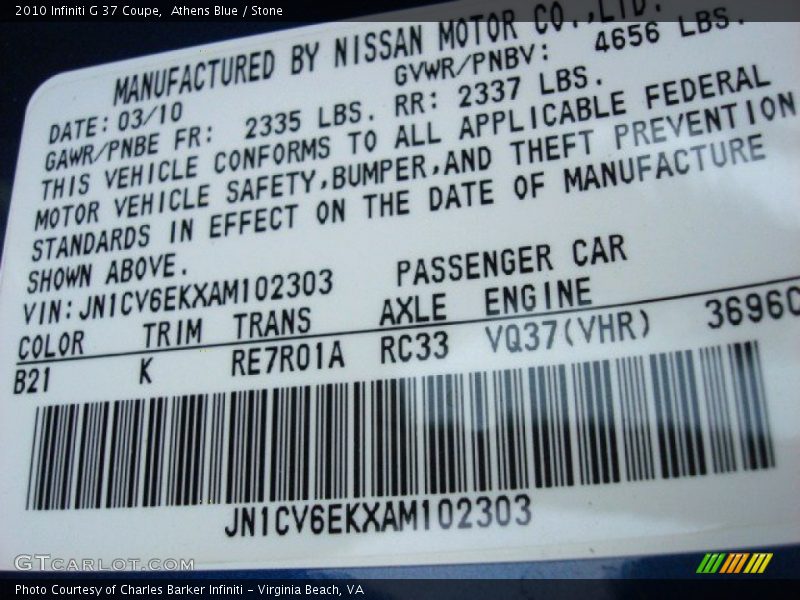 2010 Infiniti G 37 Coupe, Athens Blue / Stone
MANUFACTURED BY NISSAN MOTOR CO.,LTD.
DATE: 03/10 GVWR/PNBV: 4656 LBS.
GAWR/PNBE FR: 2335 LBS. RR: 2337 LBS.
THIS VEHICLE CONFORMS TO ALL APPLICABLE FEDERAL
MOTOR VEHICLE SAFETY,BUMPER,AND THEFT PREVENTION
STANDARDS IN EFFECT ON THE DATE OF MANUFACTURE
SHOWN ABOVE.
VIN:JN1CV6EKXAM102303 PASSENGER CAR
COLOR TRIM TRANS AXLE ENGINE
B21 K RE7R01A RC33 VQ37(VHR) 3696C
JN1CV6EKXAM102303
GTCARLOT.COM
Photo Courtesy of Charles Barker Infiniti - Virginia Beach, VA